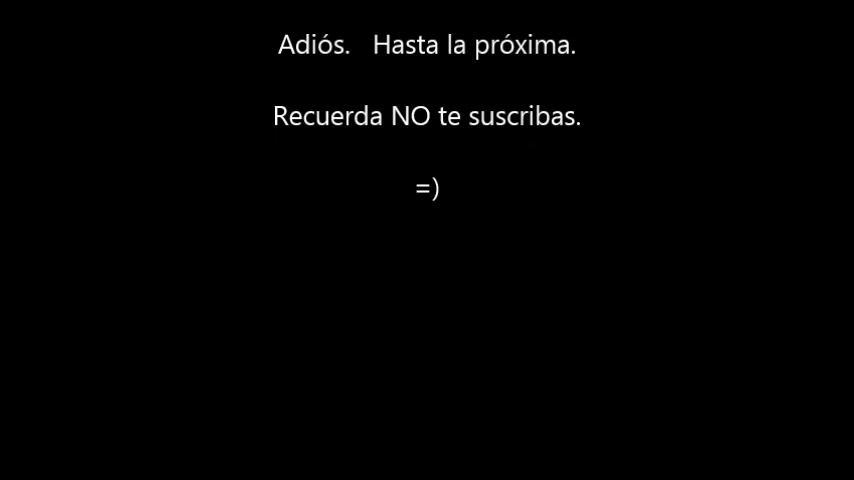 Adiós. Hasta la próxima.
Recuerda NO te suscribas.
=)